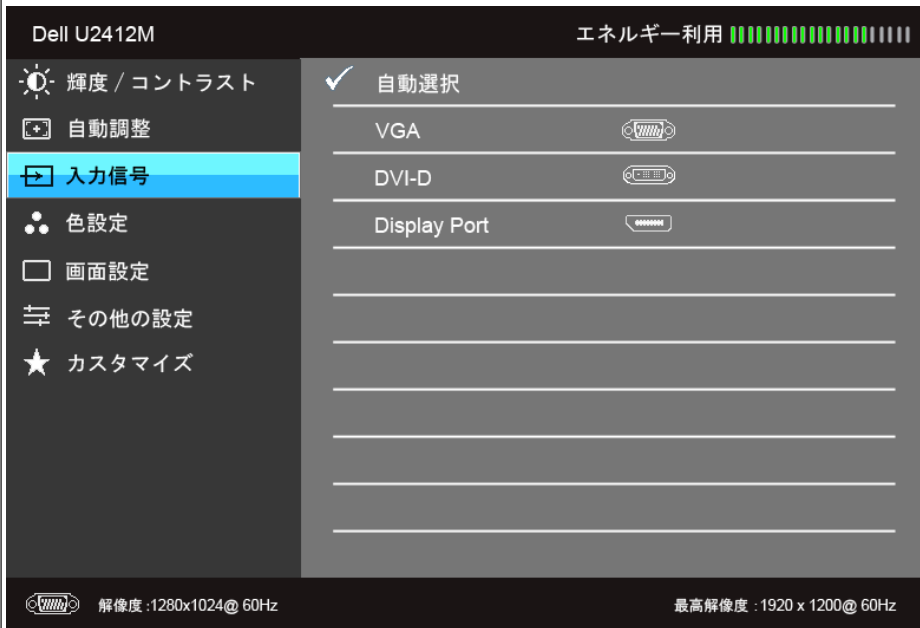 Dell U2412M
エネルギー利用
輝度 / コントラスト
自動調整
入力信号
色設定
画面設定
その他の設定
カスタマイズ
自動選択
VGA
DVI-D
Display Port
解像度 :1280x1024@ 60Hz
最高解像度 : 1920 x 1200@ 60Hz